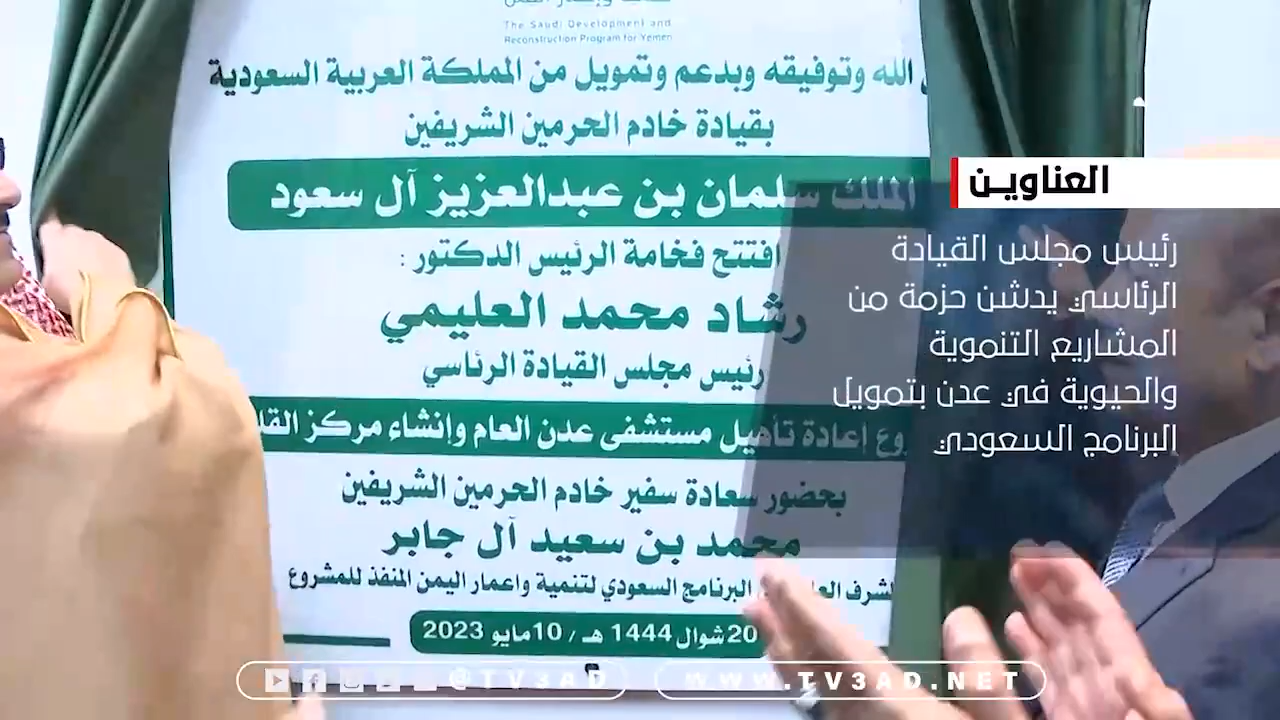 The Saudi Development and
Reconstruction Program for Yemen
الله وتوفيقه وبدعم وتمويل من المملكة العربية السعودية
بقيادة خادم الحرمين الشريفين
الملك سلمان بن عبدالعزيز آل سعود
افتتح فخامة الرئيس الدكتور :
رشاد محمد العليمي
رئيس مجلس القيادة الرئاسي
إعادة تأهيل مستشفى عدن العام وإنشاء مركز
بحضور سعادة سفير خادم الحرمين الشريفين
محمد بن سعيد آل جابر
البرنامج السعودي لتنمية واعمار اليمن المنفذ للمشروع
20 شوال 1444 هـ / 10 مايو 2023
العناوين
رئيس مجلس القيادة
الرئاسي يدشن حزمة من
المشاريع التنموية
والحيوية في عدن بتمويل
البرنامج السعودي
@TV3AD
WWW.TV3AD.NET